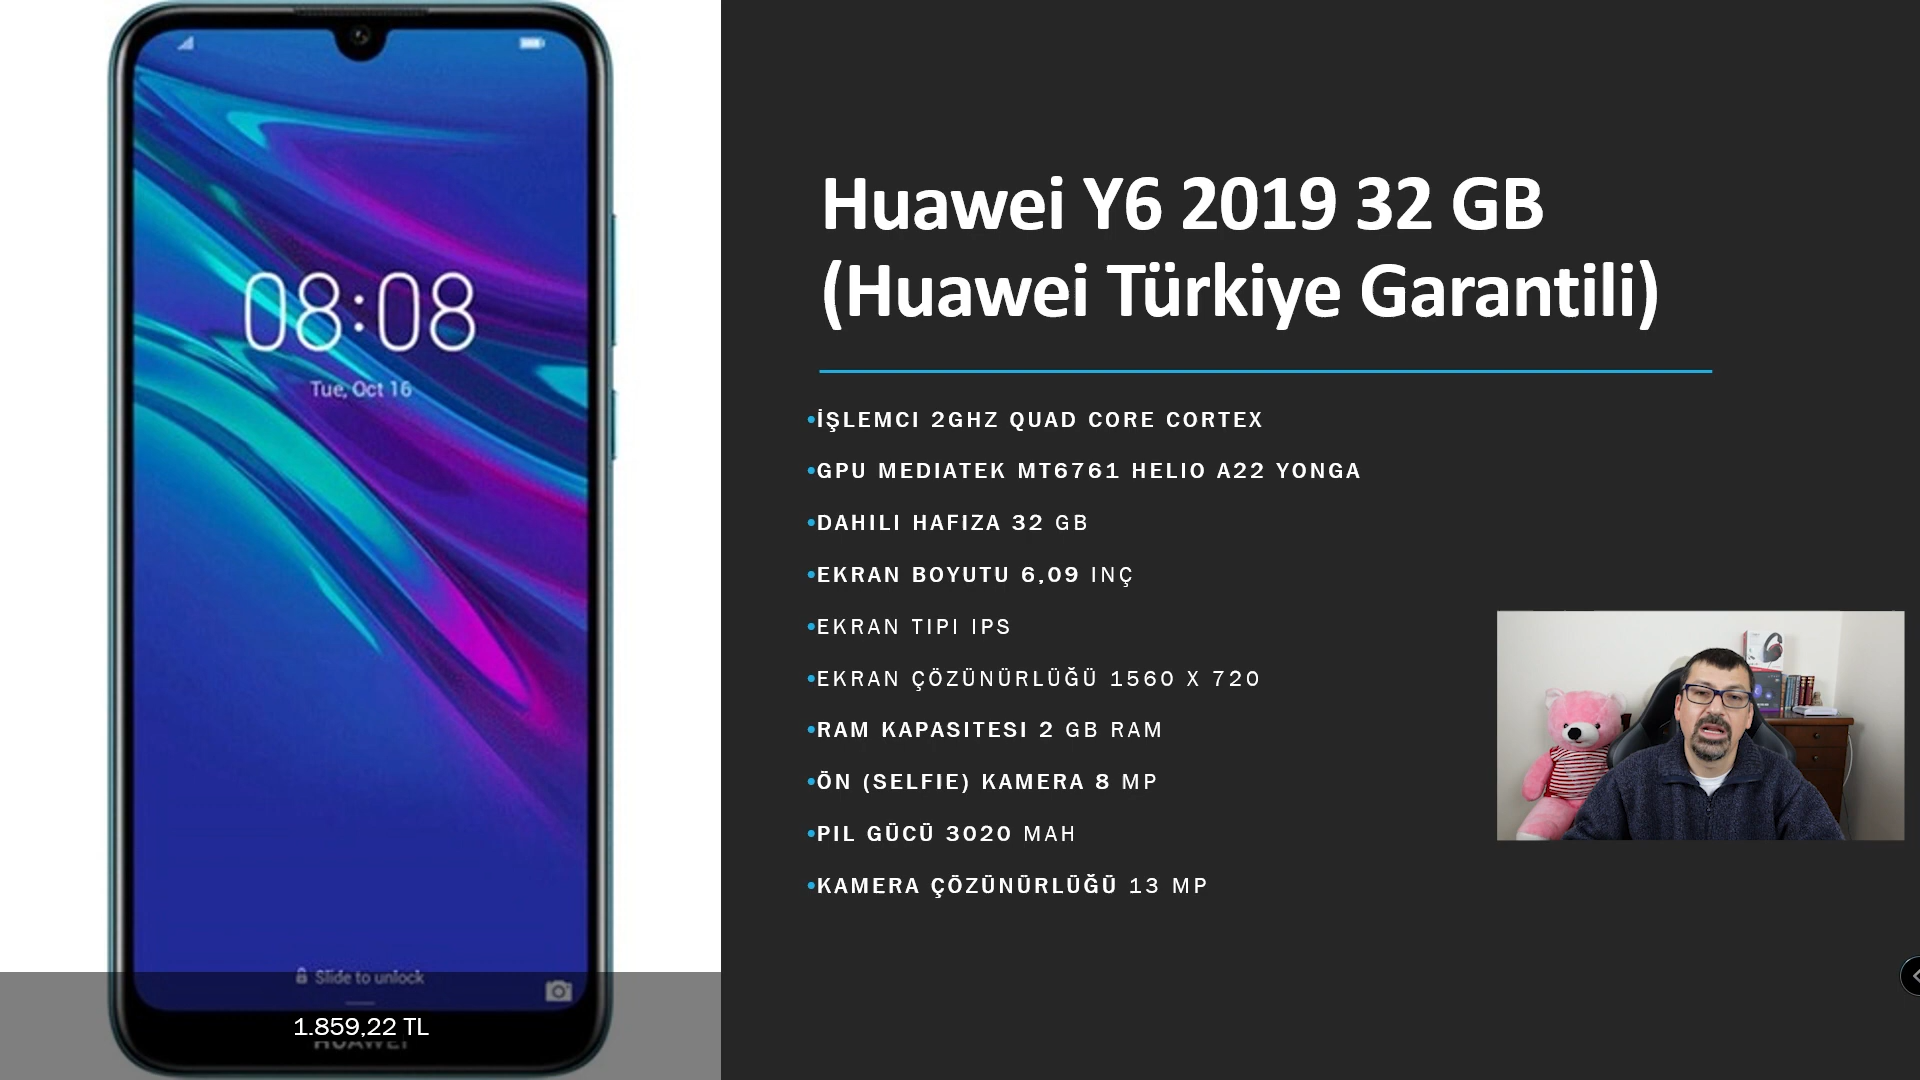 08:08
Tue, Oct 16
Slide to unlock
1.859,22 TL
HUAWEI
Huawei Y6 2019 32 GB
(Huawei Türkiye Garantili)
•İŞLEMCI 2GHZ QUAD CORE CORTEX
•GPU MEDIATEK MT6761 HELIO A22 YONGA
•DAHILI HAFIZA 32 GB
•EKRAN BOYUTU 6,09 INÇ
•EKRAN TIPI IPS
•EKRAN ÇÖZÜNÜRLÜĞÜ 1560 X 720
•RAM KAPASITESI 2 GB RAM
•ÖN (SELFIE) KAMERA 8 MP
•PIL GÜCÜ 3020 MAH
•KAMERA ÇÖZÜNÜRLÜĞÜ 13 MP